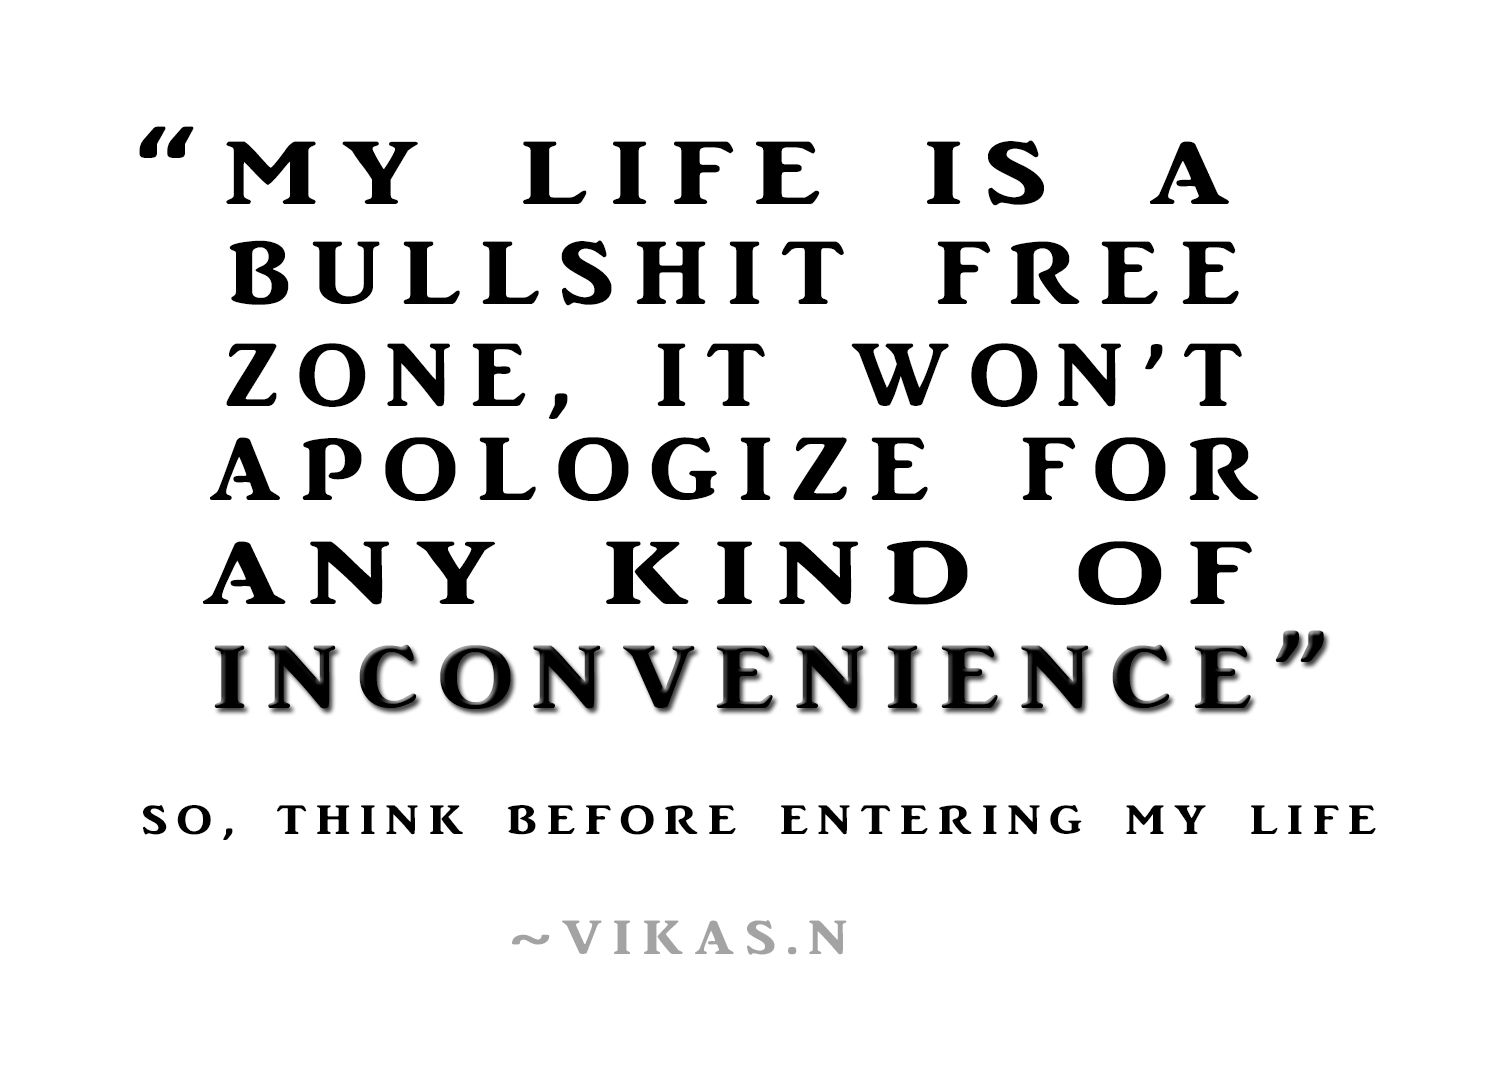 “MY LIFE IS A
BULLSHIT FREE
ZONE, IT WON’T
APOLOGIZE FOR
ANY KIND OF
INCONVENIENCE”
SO, THINK BEFORE ENTERING MY LIFE
~VIKAS.N